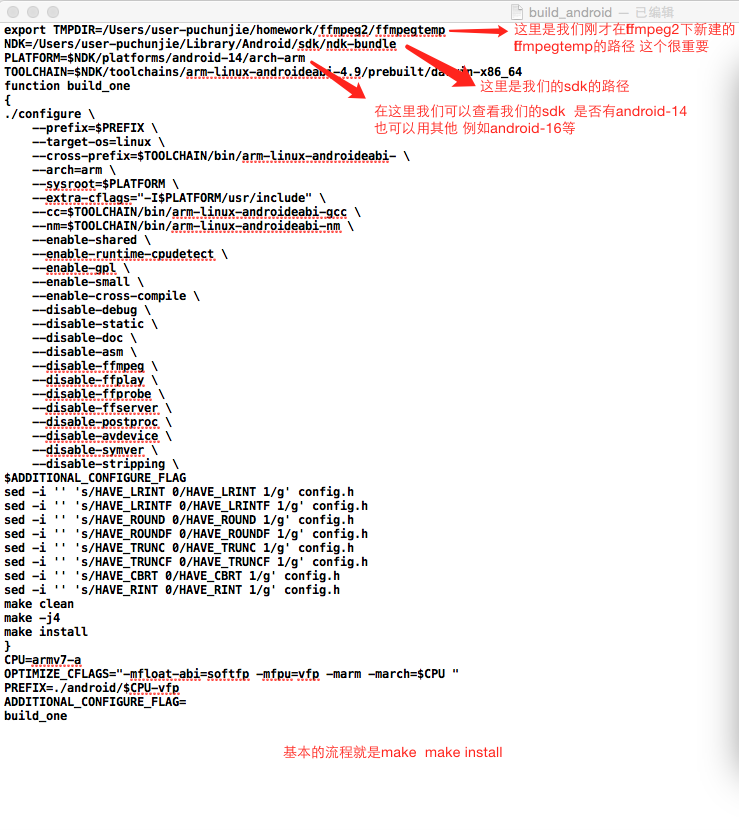 build_android — 已编辑
export TMPDIR=/Users/user-puchunjie/homework/ffmpeg2/ffmpegtemp
这里是我们刚才在ffmpeg2下新建的
ffmpegtemp的路径 这个很重要
NDK=/Users/user-puchunjie/Library/Android/sdk/ndk-bundle
PLATFORM=$NDK/platforms/android-14/arch-arm
TOOLCHAIN=$NDK/toolchains/arm-linux-androideabi-4.9/prebuilt/darwin-x86_64
这里是我们的sdk的路径
function build_one
{
在这里我们可以查看我们的sdk 是否有android-14
也可以用其他 例如android-16等
./configure \
--prefix=$PREFIX \
--target-os=linux \
--cross-prefix=$TOOLCHAIN/bin/arm-linux-androideabi- \
--arch=arm \
--sysroot=$PLATFORM \
--extra-cflags="-I$PLATFORM/usr/include" \
--cc=$TOOLCHAIN/bin/arm-linux-androideabi-gcc \
--nm=$TOOLCHAIN/bin/arm-linux-androideabi-nm \
--enable-shared \
--enable-runtime-cpudetect \
--enable-gpl \
--enable-small \
--enable-cross-compile \
--disable-debug \
--disable-static \
--disable-doc \
--disable-asm \
--disable-ffmpeg \
--disable-ffplay \
--disable-ffprobe \
--disable-ffserver \
--disable-postproc \
--disable-avdevice \
--disable-symver \
--disable-stripping \
$ADDITIONAL_CONFIGURE_FLAG
sed -i '' 's/HAVE_LRINT 0/HAVE_LRINT 1/g' config.h
sed -i '' 's/HAVE_LRINTF 0/HAVE_LRINTF 1/g' config.h
sed -i '' 's/HAVE_ROUND 0/HAVE_ROUND 1/g' config.h
sed -i '' 's/HAVE_ROUNDF 0/HAVE_ROUNDF 1/g' config.h
sed -i '' 's/HAVE_TRUNC 0/HAVE_TRUNC 1/g' config.h
sed -i '' 's/HAVE_TRUNCF 0/HAVE_TRUNCF 1/g' config.h
sed -i '' 's/HAVE_CBRT 0/HAVE_CBRT 1/g' config.h
sed -i '' 's/HAVE_RINT 0/HAVE_RINT 1/g' config.h
make clean
make -j4
make install
}
CPU=armv7-a
OPTIMIZE_CFLAGS="-mfloat-abi=softfp -mfpu=vfp -marm -march=$CPU "
PREFIX=./android/$CPU-vfp
ADDITIONAL_CONFIGURE_FLAG=
build_one
基本的流程就是make make install